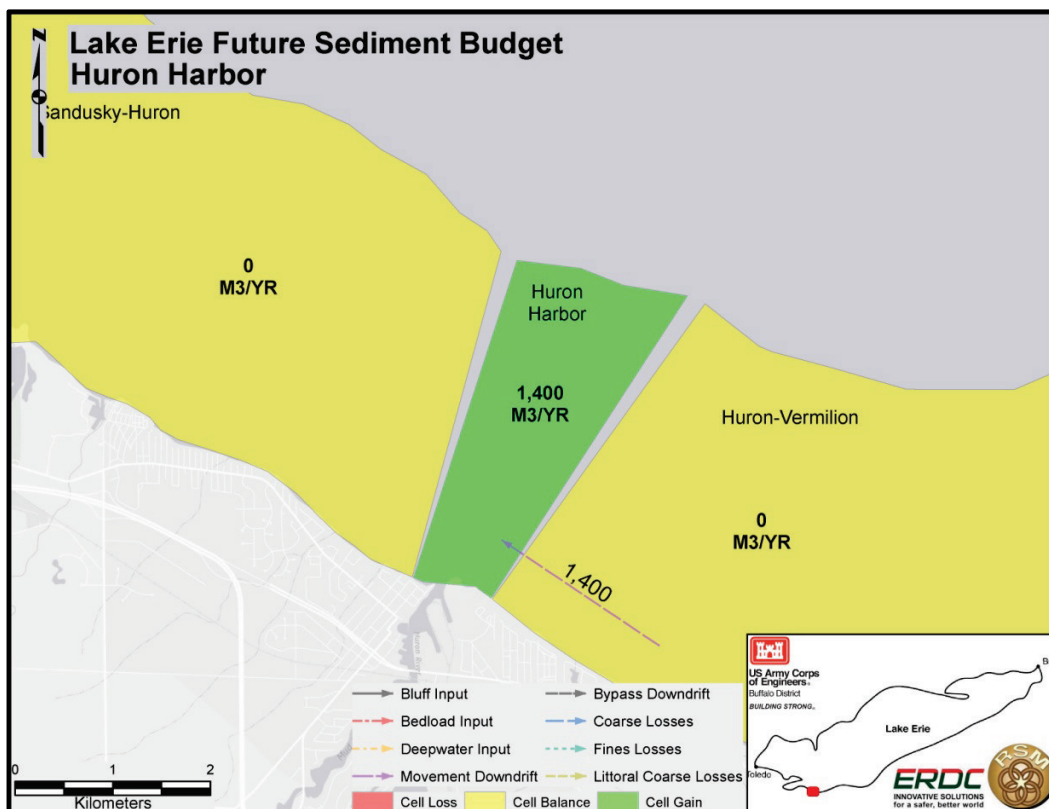 N
Lake Erie Future Sediment Budget
Huron Harbor
Sandusky-Huron
0
M3/YR
Huron
Harbor
1,400
M3/YR
Huron-Vermilion
0
M3/YR
1,400
Bluff Input
Bypass Downdrift
Bedload Input
Coarse Losses
Deepwater Input
Fines Losses
Movement Downdrift
Littoral Coarse Losses
Cell Loss
Cell Balance
Cell Gain
0 1 2
Kilometers
US Army Corps
of Engineers®
Buffalo District
BUILDING STRONG®
B
Lake Erie
Toledo
ERDC
INNOVATIVE SOLUTIONS
for a safer, better world
RSM